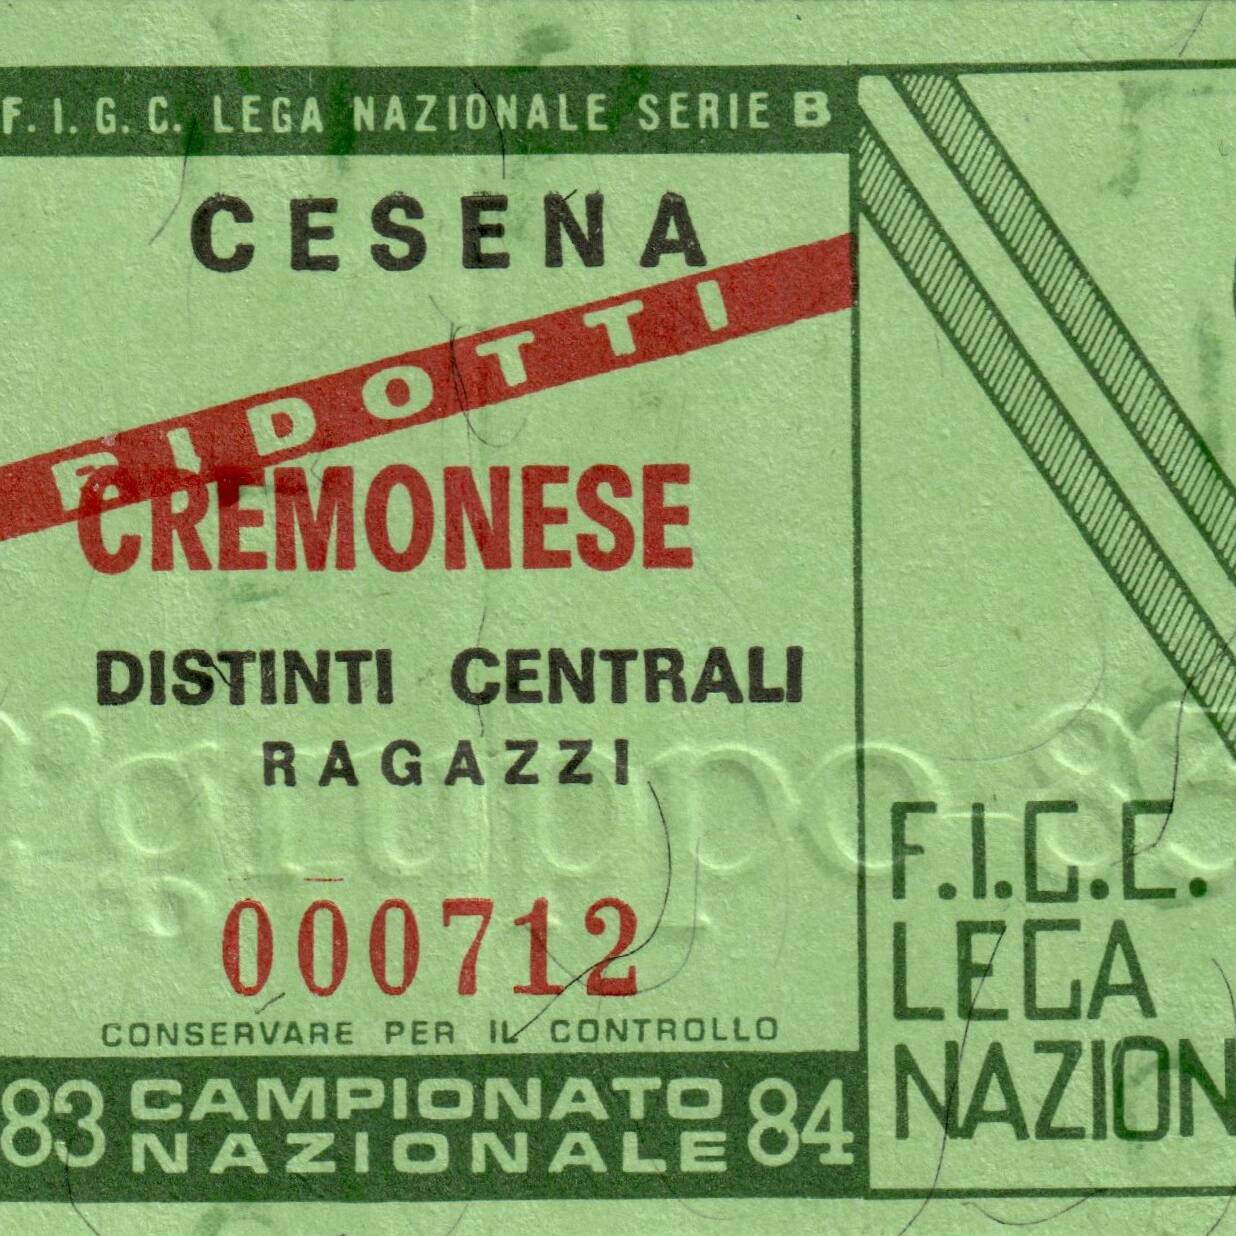 F. I. G. C. LEGA NAZIONALE SERIE B
CESENA
RIDOTTI
CREMONESE
DISTINTI CENTRALI
RAGAZZI
gruppo
000712
CONSERVARE PER IL CONTROLLO
83 CAMPIONATO NAZIONALE 84
F.I.G.C.
LEGA
NAZION